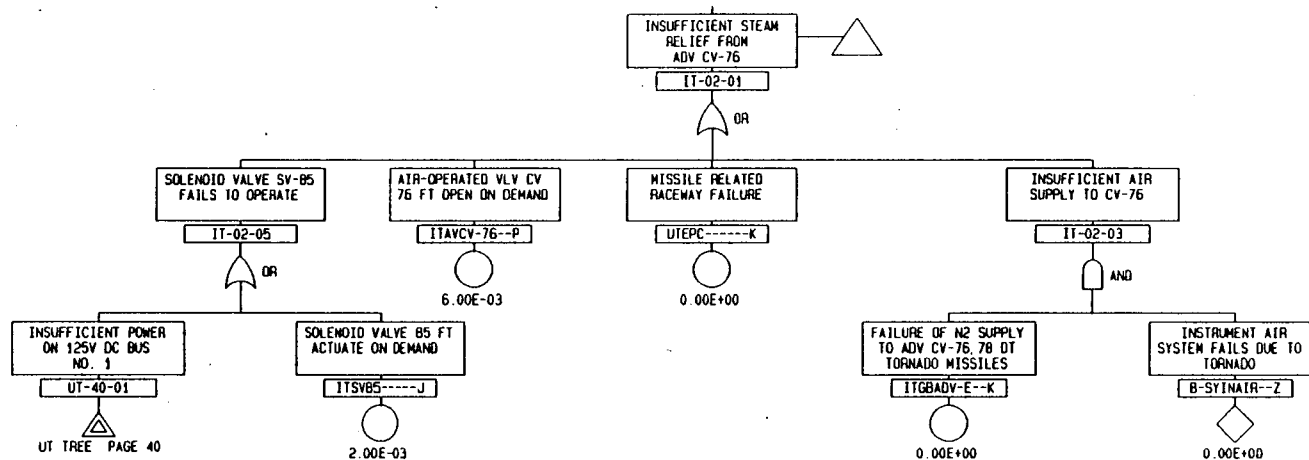 INSUFFICIENT STEAM
RELIEF FROM
ADV CV-76
IT-02-01
OR
SOLENOID VALVE SV-85
FAILS TO OPERATE
IT-02-05
OR
AIR-OPERATED VLV CV
76 FT OPEN ON DEMAND
ITAVCV-76--P
6.00E-03
MISSILE RELATED
RACEWAY FAILURE
UTEPC------K
0.00E+00
INSUFFICIENT AIR
SUPPLY TO CV-76
IT-02-03
AND
INSUFFICIENT POWER
ON 125V DC BUS
NO. 1
UT-40-01
UT TREE PAGE 40
SOLENOID VALVE 85 FT
ACTUATE ON DEMAND
ITSV85-----J
2.00E-03
FAILURE OF N2 SUPPLY
TO ADV CV-76,78 DT
TORNADO MISSILES
ITGBADV-E--K
0.00E+00
INSTRUMENT AIR
SYSTEM FAILS DUE TO
TORNADO
B-SYINAIR--Z
0.00E+00